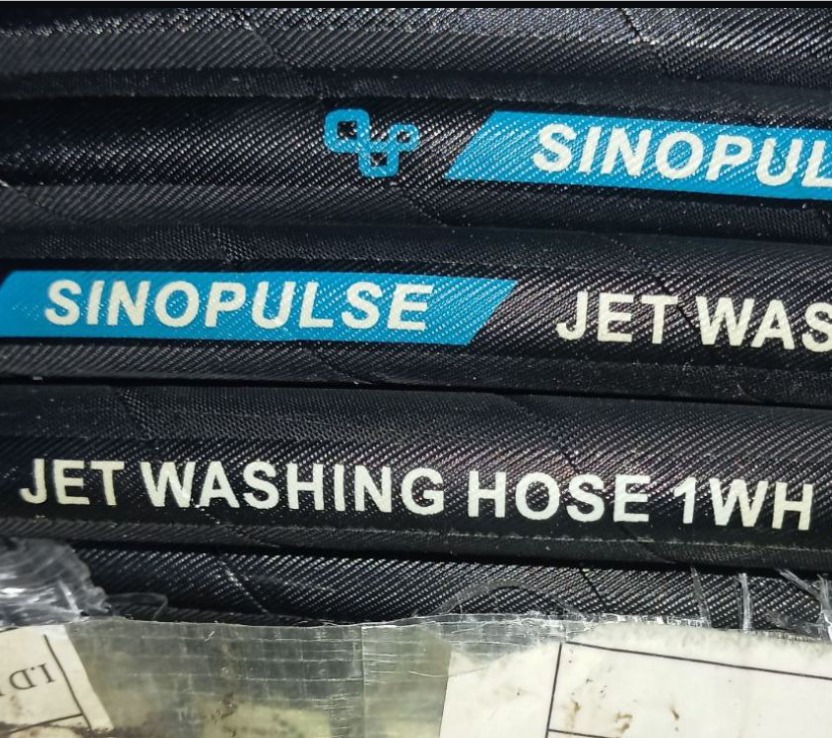 SINOPUL
SINOPULSE JET WAS
JET WASHING HOSE 1WH